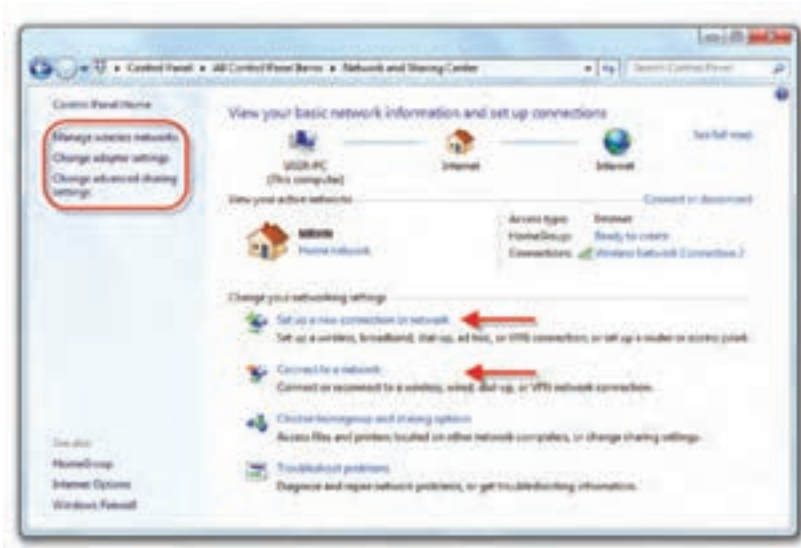 Control Panel ▸ All Control Panel Items ▸ Network and Sharing Center
Search Control Panel
Control Panel Home
Manage wireless networks
Change adapter settings
Change advanced sharing
settings
View your basic network information and set up connections
See full map
USER-PC
(This computer)
Internet
View your active networks
Connect or disconnect
Home network
Access type: Internet
HomeGroup: Ready to create
Connections: Wireless Network Connection 2
Change your networking settings
Set up a new connection or network
Set up a wireless, broadband, dial-up, ad hoc, or VPN connection; or set up a router or access point.
Connect to a network
Connect or reconnect to a wireless, wired, dial-up, or VPN network connection.
Choose homegroup and sharing options
Access files and printers located on other network computers, or change sharing settings.
Troubleshoot problems
Diagnose and repair network problems, or get troubleshooting information.
See also
HomeGroup
Internet Options
Windows Firewall